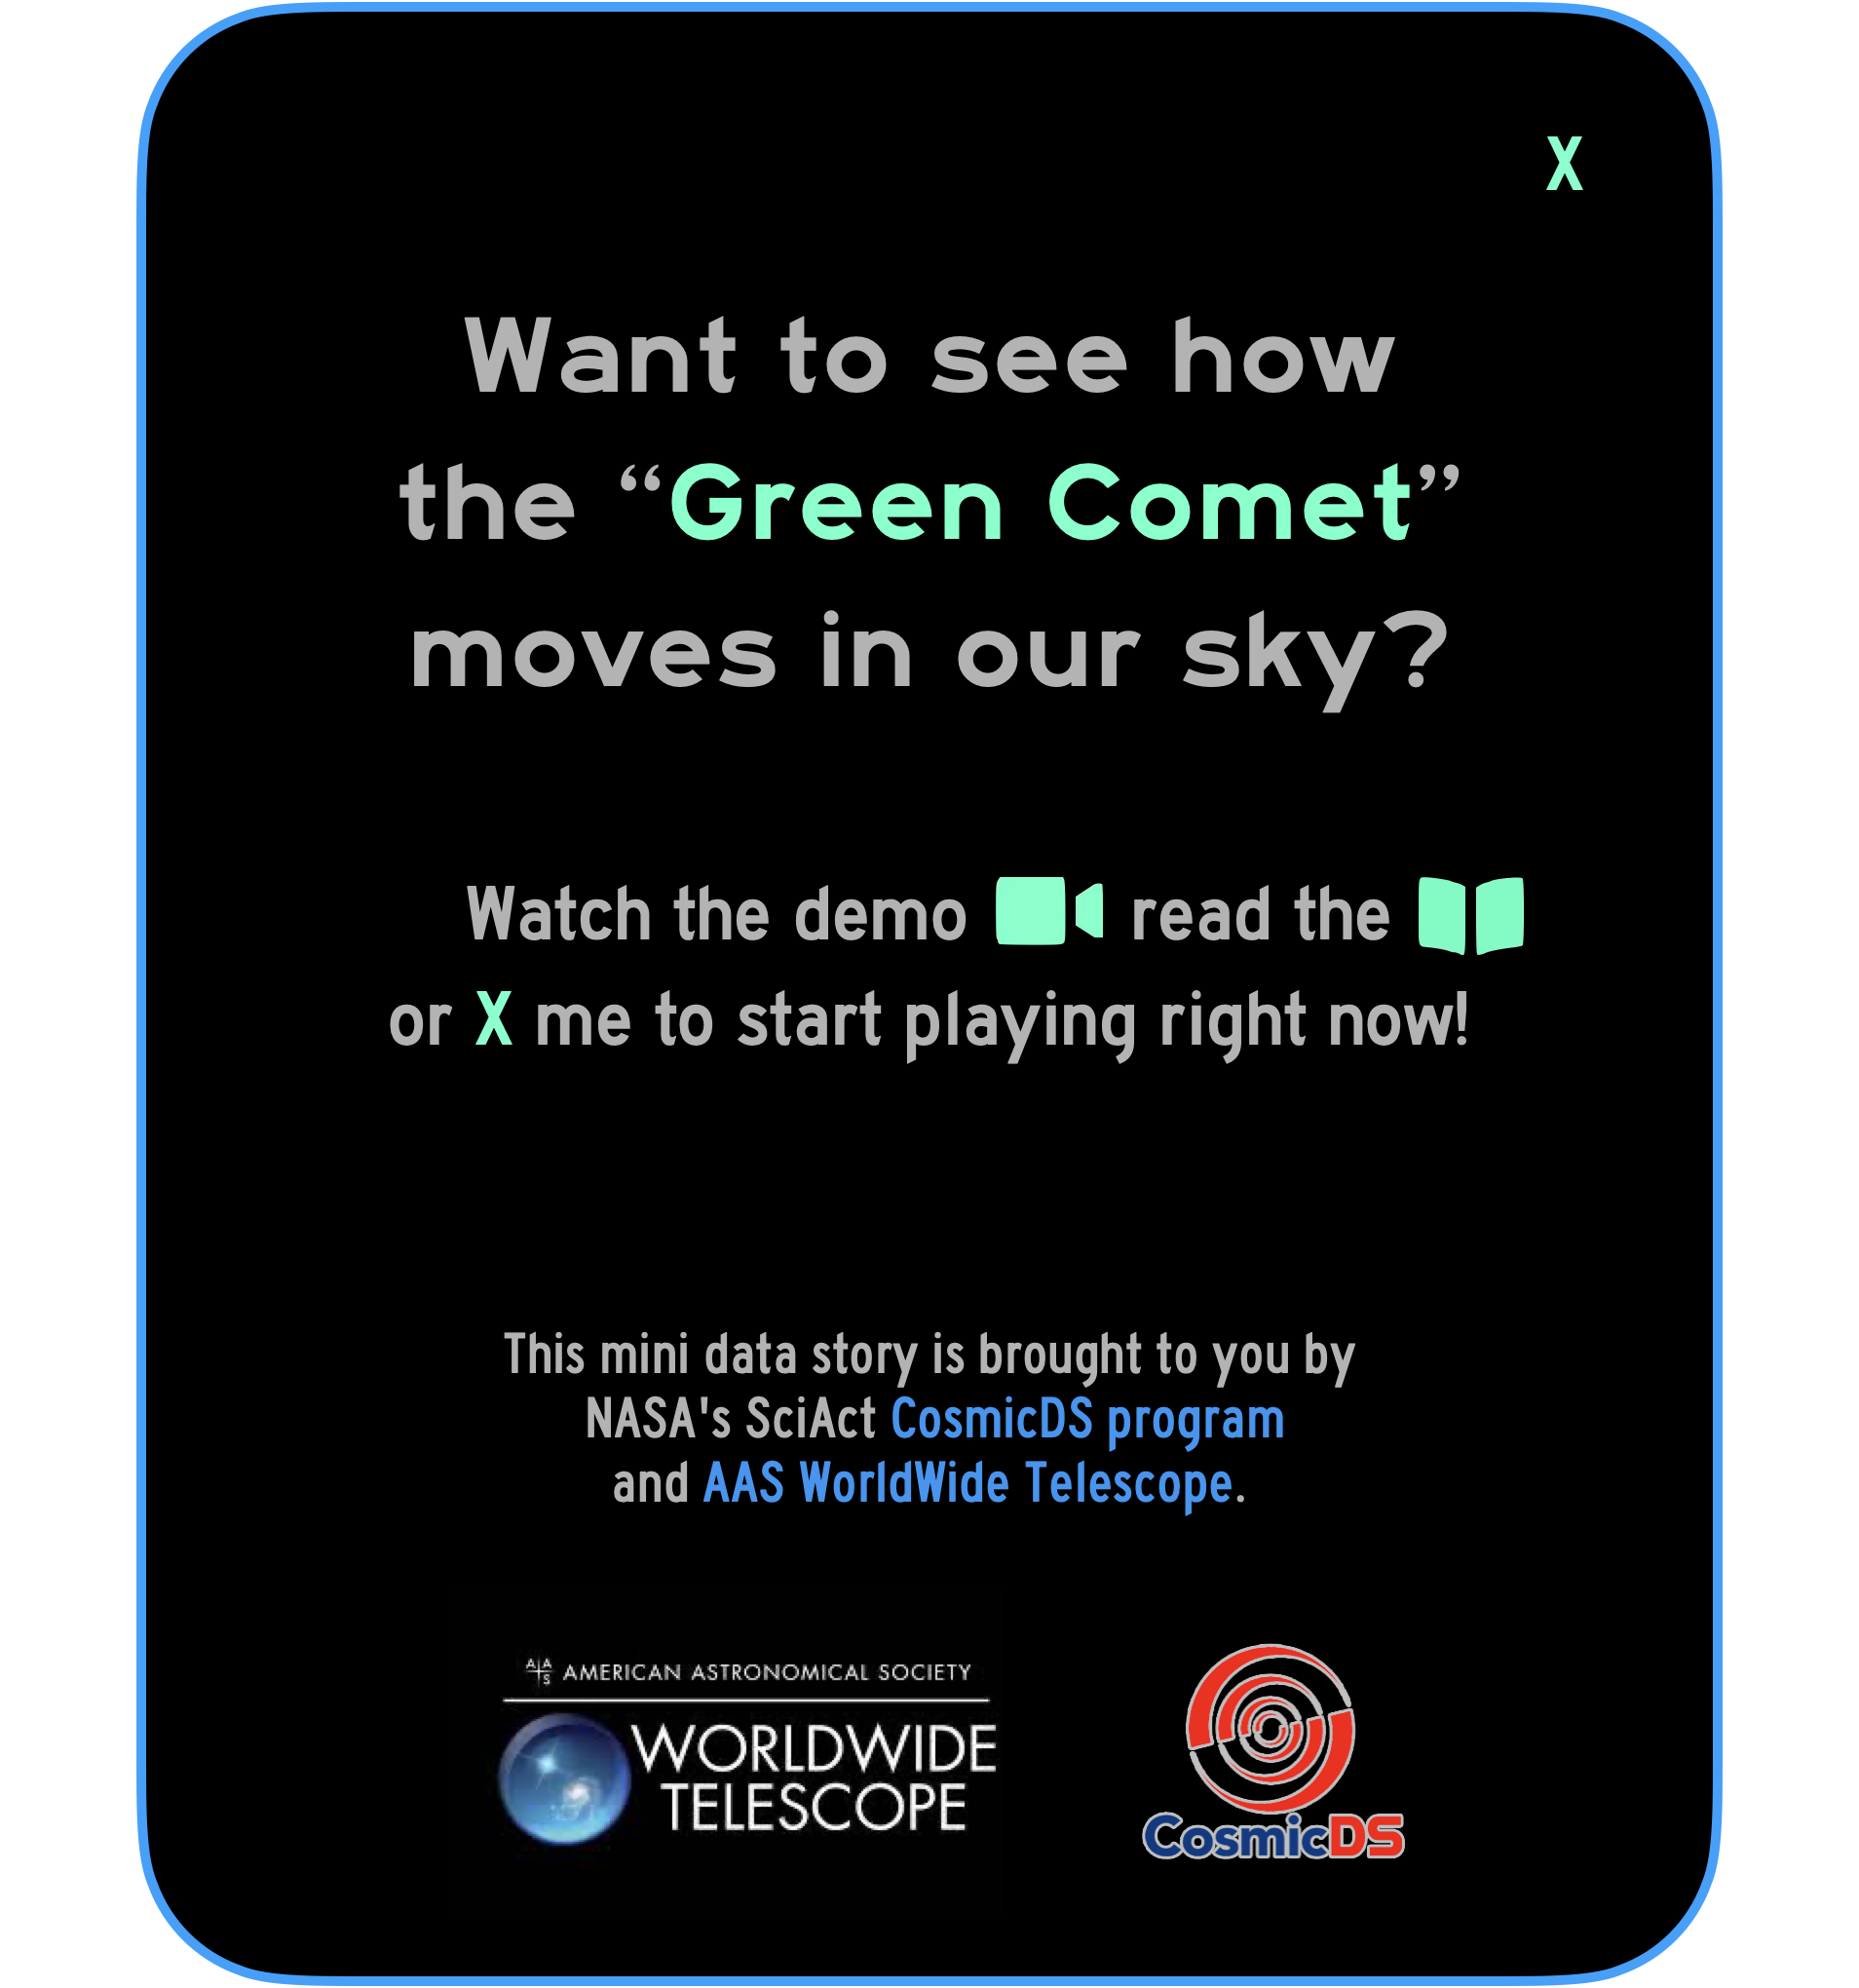 X
Want to see how
the “Green Comet”
moves in our sky?
Watch the demo read the
or X me to start playing right now!
This mini data story is brought to you by
NASA's SciAct CosmicDS program
and AAS WorldWide Telescope.
AAS AMERICAN ASTRONOMICAL SOCIETY
WORLDWIDE
TELESCOPE
CosmicDS